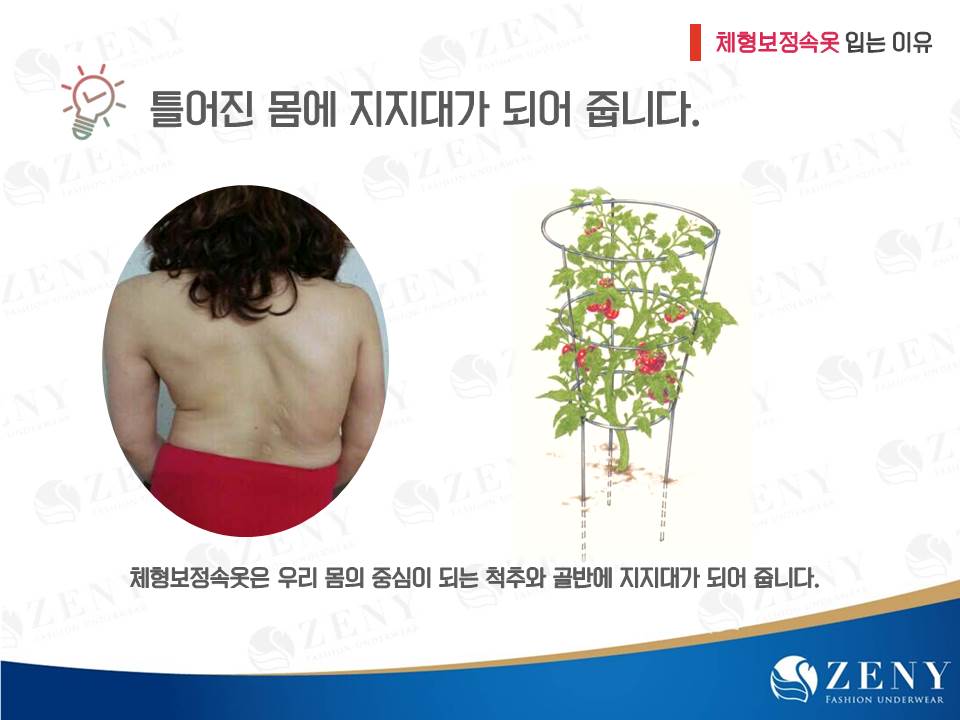 체형보정속옷 입는 이유
틀어진 몸에 지지대가 되어 줍니다.
체형보정속옷은 우리 몸의 중심이 되는 척추와 골반에 지지대가 되어 줍니다.
ZENY
FASHION UNDERWEAR